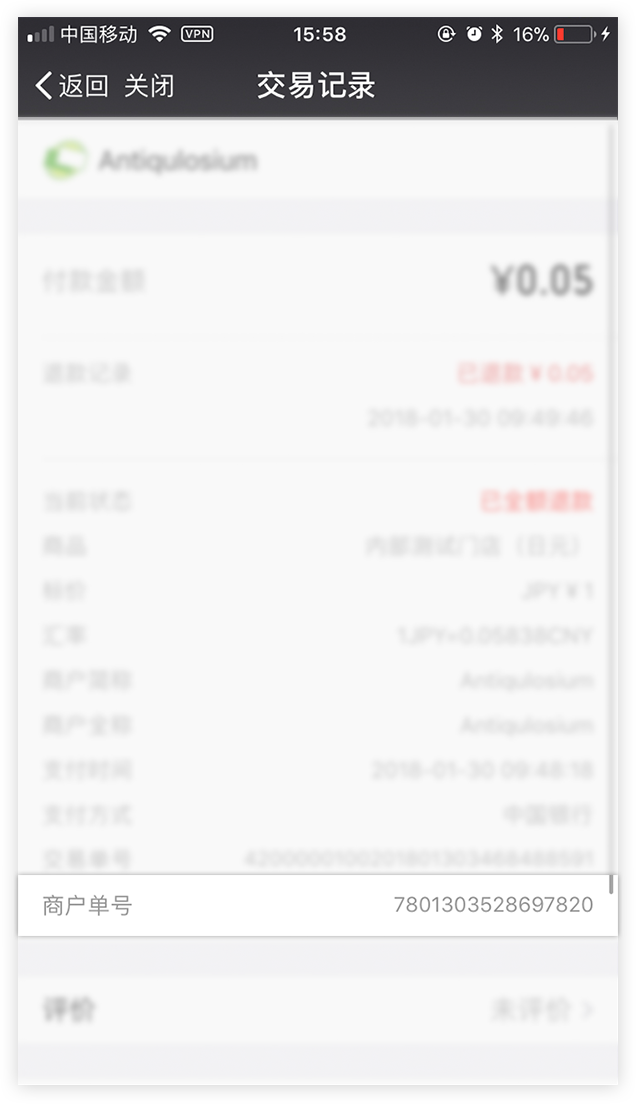 中国移动 VPN 15:58 16%
返回 关闭 交易记录
Antiqulosium
付款金额 ¥0.05
退款记录 已退款¥0.05
2018-01-30 09:49:46
当前状态 已全额退款
商品 内部测试门店（日元）
标价 JPY¥1
汇率 1JPY=0.05838CNY
商户简称 Antiqulosium
商户全称 Antiqulosium
支付时间 2018-01-30 09:48:18
支付方式 中国银行
交易单号
商户单号 7801303528697820
评价 未评价